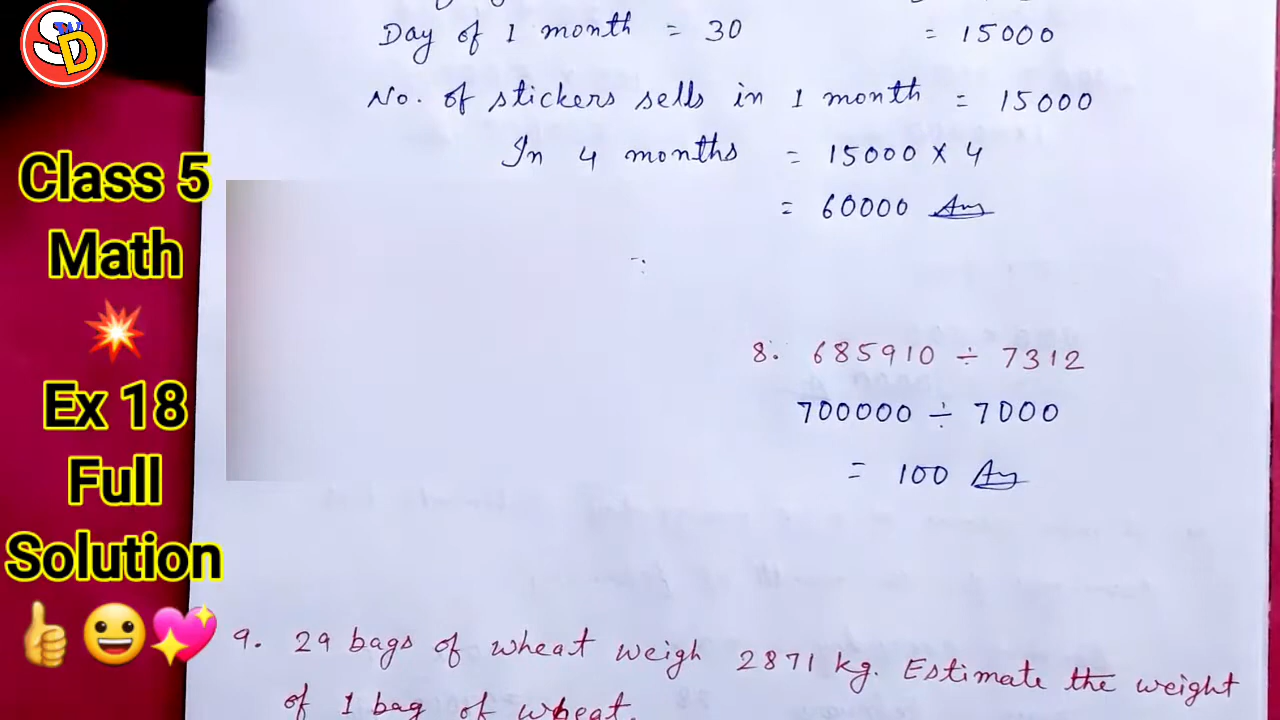 SWD
Class 5
Math
Ex 18
Full
Solution
Day of 1 month = 30
= 15000
No. of stickers sells in 1 month = 15000
In 4 months = 15000 × 4
= 60000 Ans
8. 685910 ÷ 7312
700000 ÷ 7000
= 100 Ans
9. 29 bags of wheat weigh 2871 kg. Estimate the weight
of 1 bag of wheat.